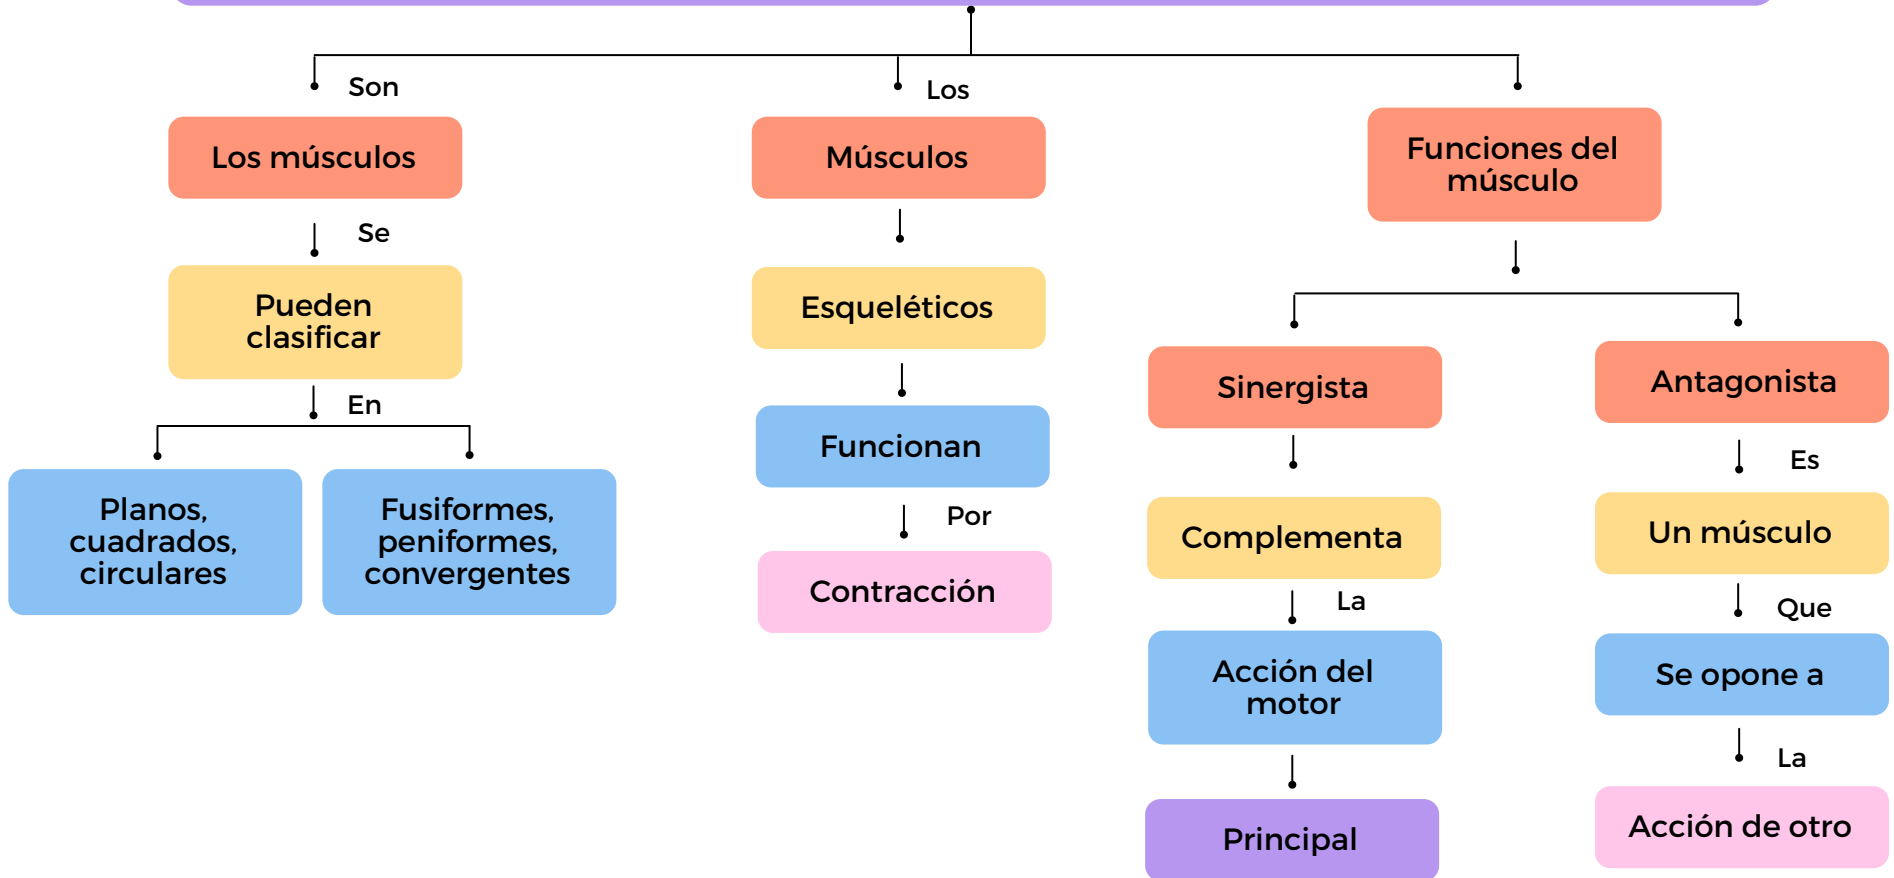 Son
Los músculos
Se
Pueden
clasificar
En
Planos,
cuadrados,
circulares
Fusiformes,
peniformes,
convergentes
Los
Músculos
Esqueléticos
Funcionan
Por
Contracción
Funciones del
músculo
Sinergista
Complementa
La
Acción del
motor
Principal
Antagonista
Es
Un músculo
Que
Se opone a
La
Acción de otro